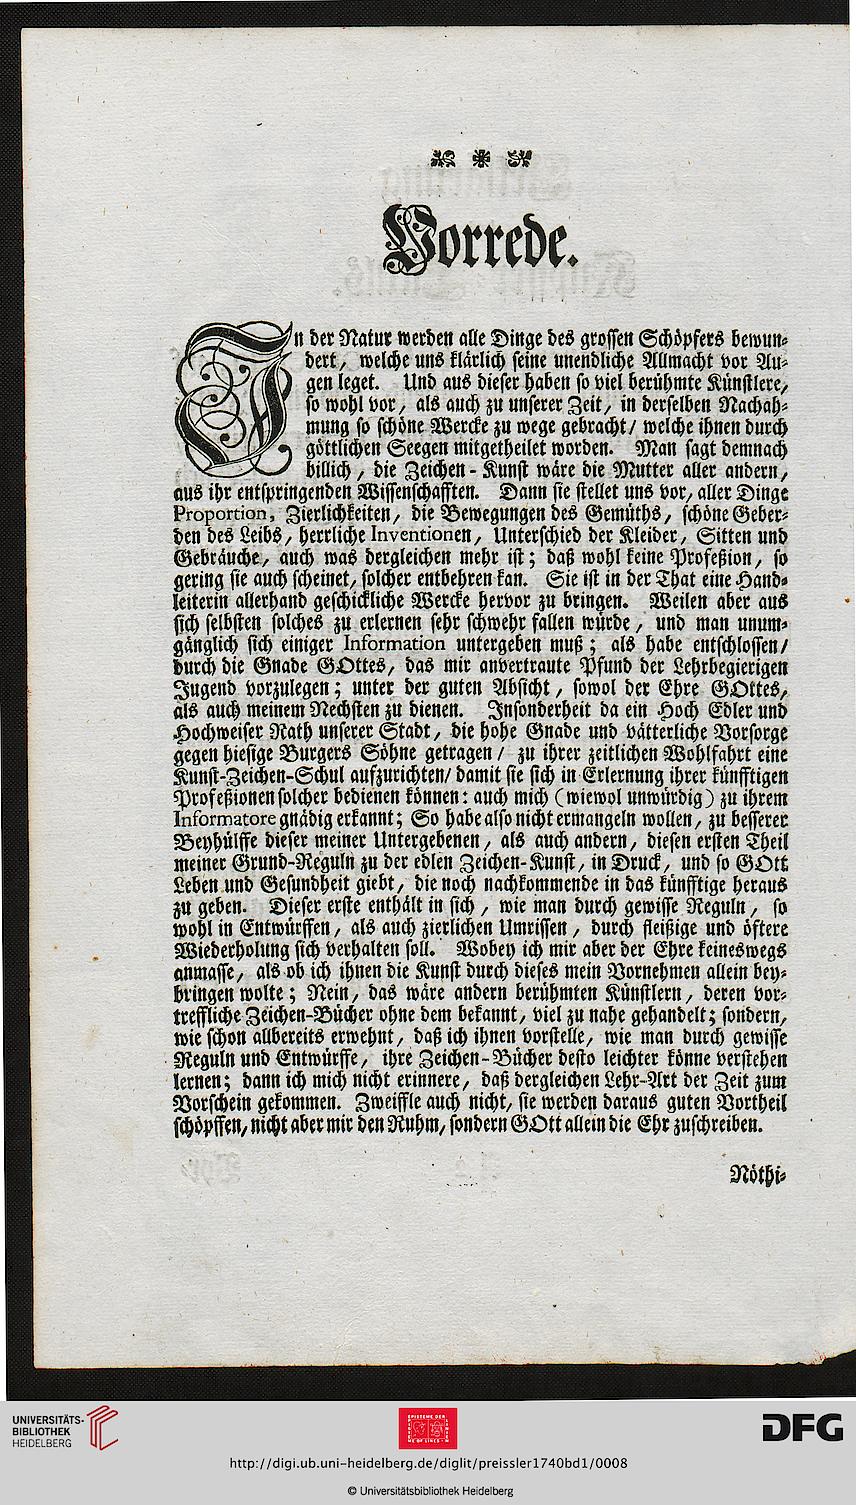 Vorrede.
In der Natur werden alle Dinge des grossen Schöpfers bewun-
dert, welche uns klärlich seine unendliche Allmacht vor Au-
gen leget. Und aus dieser haben so viel berühmte Künstlere,
so wohl vor, als auch zu unserer Zeit, in derselben Nachah-
mung so schöne Wercke zu wege gebracht/ welche ihnen durch
göttlichen Seegen mitgetheilet worden. Man sagt demnach
billich, die Zeichen-Kunst wäre die Mutter aller andern,
aus ihr entspringenden Wissenschafften. Dann sie stellet uns vor, aller Dinge
Proportion, Zierlichkeiten, die Bewegungen des Gemüths, schöne Geber-
den des Leibs, herrliche Inventionen, Unterschied der Kleider, Sitten und
Gebräuche, auch was dergleichen mehr ist; daß wohl keine Profeßion, so
gering sie auch scheinet, solcher entbehren kan. Sie ist in der That eine Hand-
leiterin allerhand geschickliche Wercke hervor zu bringen. Weilen aber aus
sich selbsten solches zu erlernen sehr schwehr fallen würde, und man unum-
gänglich sich einiger Information untergeben muß; als habe entschlossen/
durch die Gnade GOttes, das mir anvertraute Pfund der Lehrbegierigen
Jugend vorzulegen; unter der guten Absicht, sowol der Ehre GOttes,
als auch meinem Nechsten zu dienen. Insonderheit da ein Hoch Edler und
Hochweiser Rath unserer Stadt, die hohe Gnade und vätterliche Vorsorge
gegen hiesige Burgers Söhne getragen/ zu ihrer zeitlichen Wohlfahrt eine
Kunst-Zeichen-Schul aufzurichten/ damit sie sich in Erlernung ihrer künfftigen
Profeßionen solcher bedienen können: auch mich (wiewol unwürdig) zu ihrem
Informatore gnädig erkannt; So habe also nicht ermangeln wollen, zu besserer
Beyhülffe dieser meiner Untergebenen, als auch andern, diesen ersten Theil
meiner Grund-Reguln zu der edlen Zeichen-Kunst, in Druck, und so GOtt
Leben und Gesundheit giebt, die noch nachkommende in das künfftige heraus
zu geben. Dieser erste enthält in sich, wie man durch gewisse Reguln, so
wohl in Entwürffen, als auch zierlichen Umrissen, durch fleißige und öftere
Wiederholung sich verhalten soll. Wobey ich mir aber der Ehre keineswegs
anmasse, als ob ich ihnen die Kunst durch dieses mein Vornehmen allein bey-
bringen wolte; Nein, das wäre andern berühmten Künstlern, deren vor-
treffliche Zeichen-Bücher ohne dem bekannt, viel zu nahe gehandelt; sondern,
wie schon allbereits erwehnt, daß ich ihnen vorstelle, wie man durch gewisse
Reguln und Entwürffe, ihre Zeichen-Bücher desto leichter könne verstehen
lernen; dann ich mich nicht erinnere, daß dergleichen Lehr-Art der Zeit zum
Vorschein gekommen. Zweiffle auch nicht, sie werden daraus guten Vortheil
schöpffen, nicht aber mir den Ruhm, sondern GOtt allein die Ehr zuschreiben.
Nöthi-
UNIVERSITÄTS-
BIBLIOTHEK
HEIDELBERG
DFG
http://digi.ub.uni-heidelberg.de/diglit/preissler1740bd1/0008
© Universitätsbibliothek Heidelberg